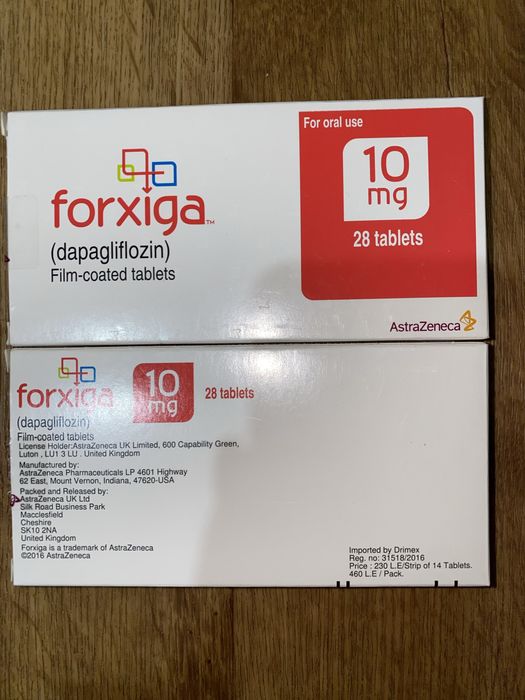 For oral use
10
mg
28 tablets
forxiga™
(dapagliflozin)
Film-coated tablets
AstraZeneca
forxiga
10
mg
28 tablets
(dapagliflozin)
Film-coated tablets
License Holder:AstraZeneca UK Limited, 600 Capability Green,
Luton , LU1 3 LU . United Kingdom
Manufactured by:
AstraZeneca Pharmaceuticals LP 4601 Highway
62 East, Mount Vernon, Indiana, 47620-USA
Packed and Released by:
AstraZeneca UK Ltd
Silk Road Business Park
Macclesfield
Cheshire
SK10 2NA
United Kingdom
Forxiga is a trademark of AstraZeneca
©2016 AstraZeneca
Imported by Drimex
Reg. no: 31518/2016
Price : 230 L.E/Strip of 14 Tablets.
460 L.E / Pack.